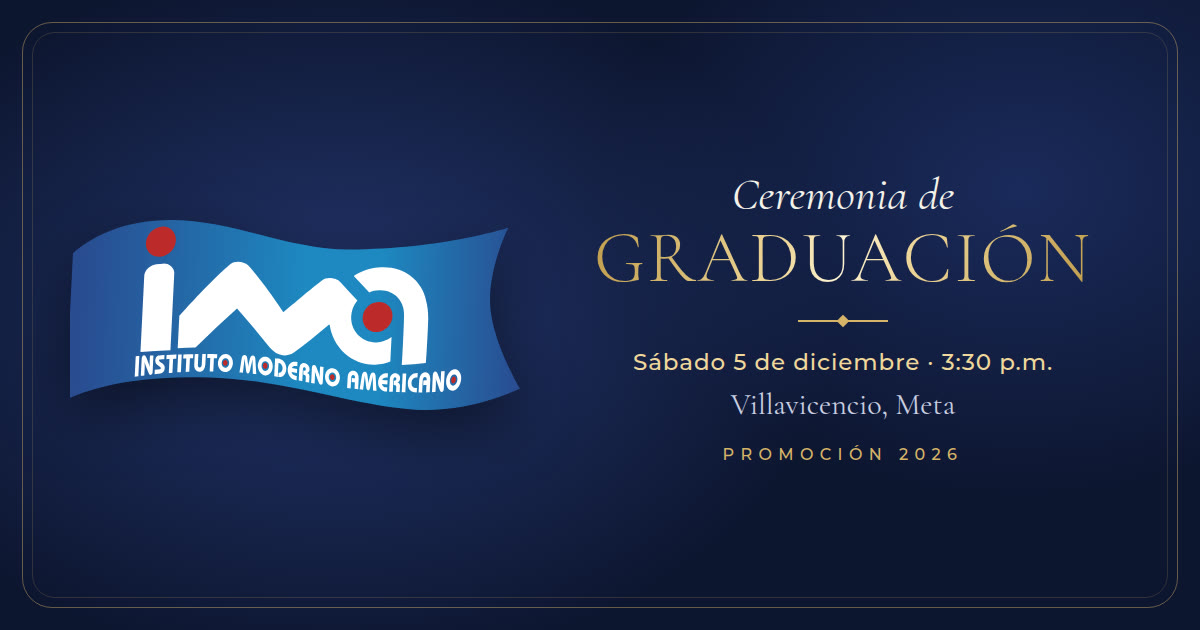 ima
INSTITUTO MODERNO AMERICANO
Ceremonia de
GRADUACIÓN
Sábado 5 de diciembre · 3:30 p.m.
Villavicencio, Meta
PROMOCIÓN 2026